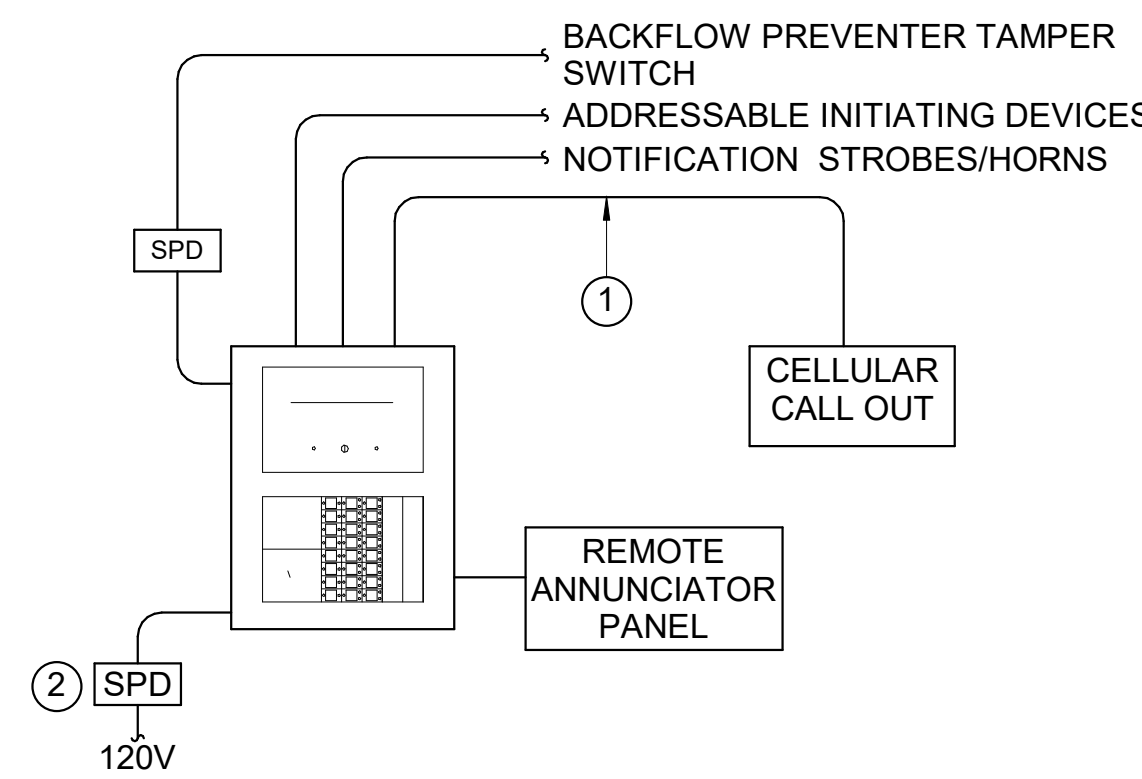 BACKFLOW PREVENTER TAMPER
SWITCH
ADDRESSABLE INITIATING DEVICES
NOTIFICATION STROBES/HORNS
SPD
1
CELLULAR
CALL OUT
REMOTE
ANNUNCIATOR
PANEL
2
SPD
120V